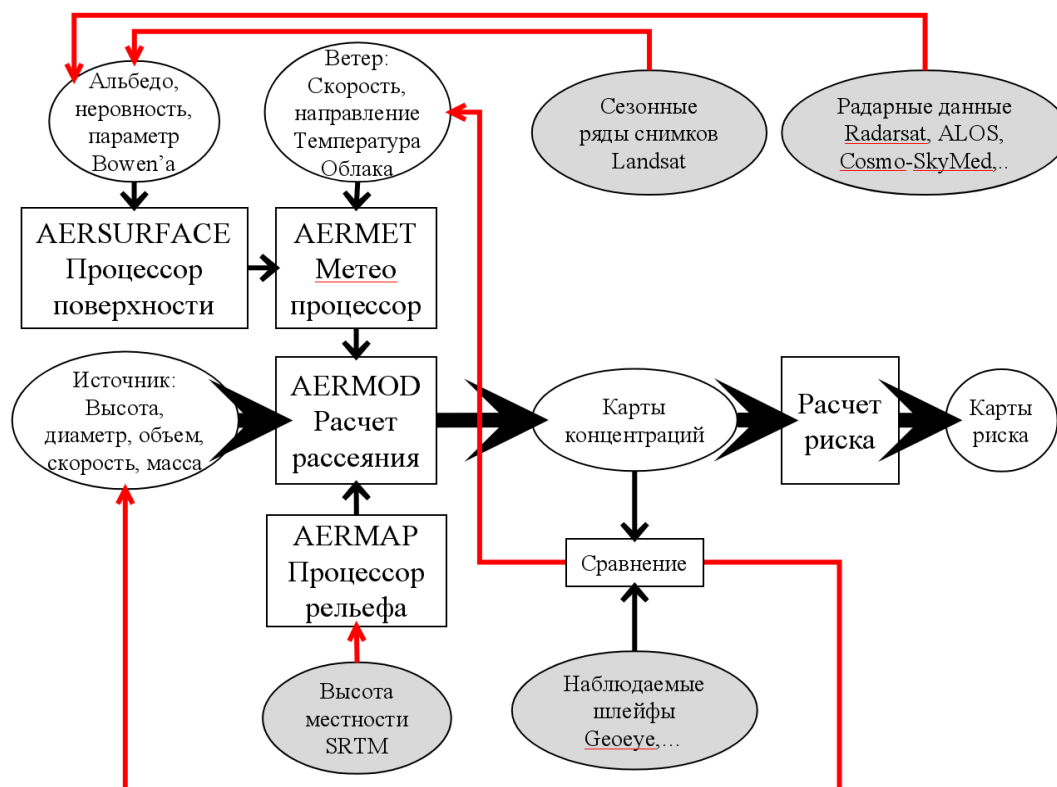 Альбедо,
неровность,
параметр
Bowen’a
Ветер:
Скорость,
направление
Температура
Облака
Сезонные
ряды снимков
Landsat
Радарные данные
Radarsat, ALOS,
Cosmo-SkyMed,..
AERSURFACE
Процессор
поверхности
AERMET
Метео
процессор
Источник:
Высота,
диаметр, объем,
скорость, масса
AERMOD
Расчет
рассеяния
Карты
концентраций
Расчет
риска
Карты
риска
AERMAP
Процессор
рельефа
Сравнение
Высота
местности
SRTM
Наблюдаемые
шлейфы
Geoeye,...